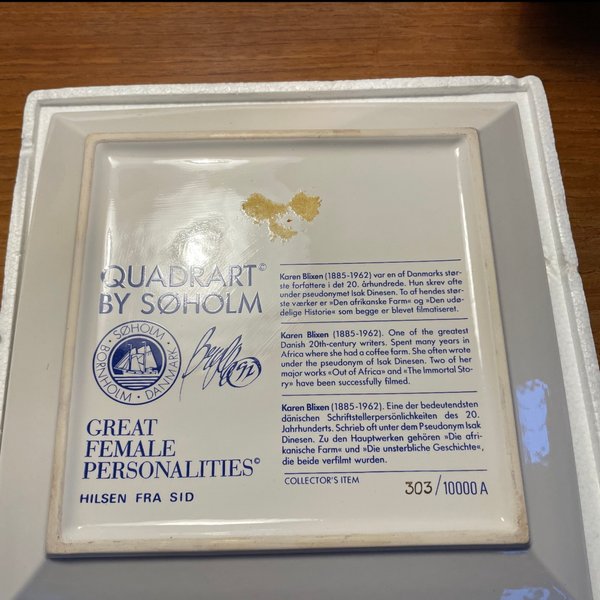 QUADRART©
BY SØHOLM
SØHOLM
BORNHOLM • DANMARK
92
GREAT
FEMALE
PERSONALITIES©
HILSEN FRA SID
Karen Blixen (1885-1962) var en af Danmarks stør-
ste forfattere i det 20. århundrede. Hun skrev ofte
under pseudonymet Isak Dinesen. To af hendes stør-
ste værker er »Den afrikanske Farm« og »Den udø-
delige Historie« som begge er blevet filmatiseret.
Karen Blixen (1885-1962). One of the greatest
Danish 20th-century writers. Spent many years in
Africa where she had a coffee farm. She often wrote
under the pseudonym of Isak Dinesen. Two of her
major works «Out of Africa» and «The Immortal Sto-
ry» have been successfully filmed.
Karen Blixen (1885-1962). Eine der bedeutendsten
dänischen Schriftstellerpersönlichkeiten des 20.
Jahrhunderts. Schrieb oft unter dem Pseudonym Isak
Dinesen. Zu den Hauptwerken gehören »Die afri-
kanische Farm« und »Die unsterbliche Geschichte«,
die beide verfilmt wurden.
COLLECTOR'S ITEM 303/10000 A